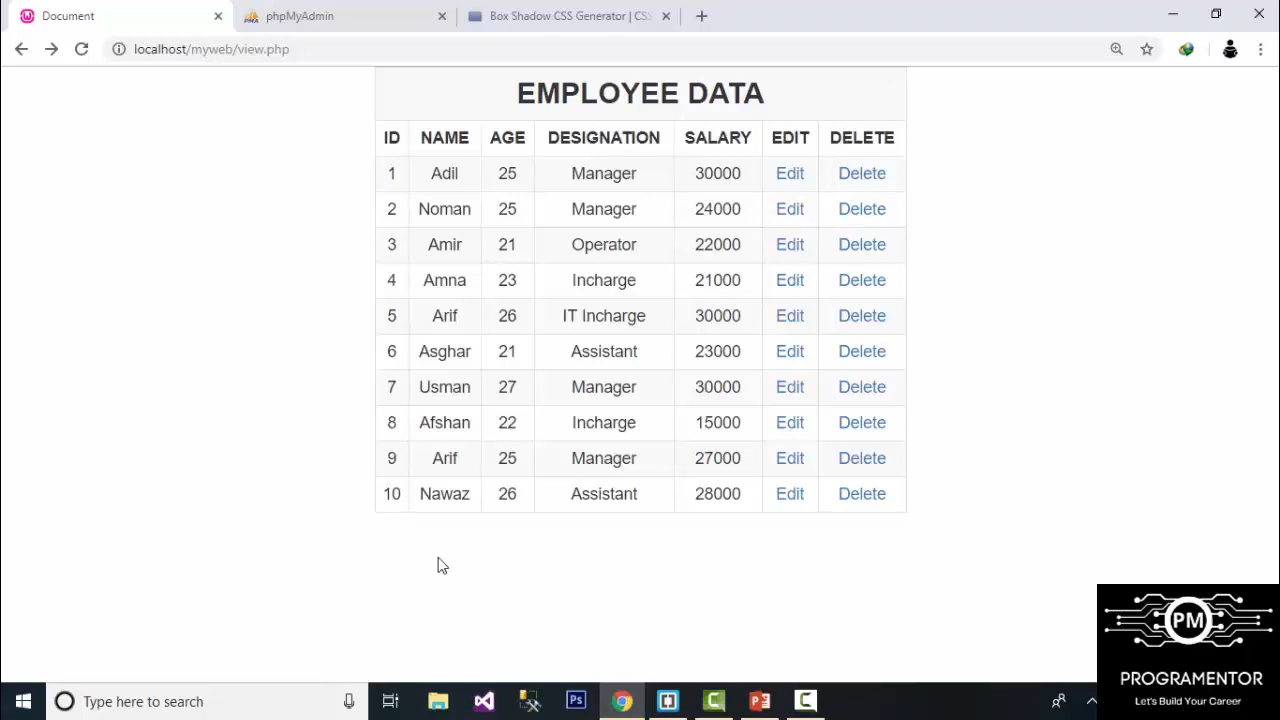 Document
phpMyAdmin
Box Shadow CSS Generator | CSS
localhost/myweb/view.php
EMPLOYEE DATA
ID NAME AGE DESIGNATION SALARY EDIT DELETE
1 Adil 25 Manager 30000 Edit Delete
2 Noman 25 Manager 24000 Edit Delete
3 Amir 21 Operator 22000 Edit Delete
4 Amna 23 Incharge 21000 Edit Delete
5 Arif 26 IT Incharge 30000 Edit Delete
6 Asghar 21 Assistant 23000 Edit Delete
7 Usman 27 Manager 30000 Edit Delete
8 Afshan 22 Incharge 15000 Edit Delete
9 Arif 25 Manager 27000 Edit Delete
10 Nawaz 26 Assistant 28000 Edit Delete
PM
PROGRAMENTOR
Let's Build Your Career
Type here to search
Ps